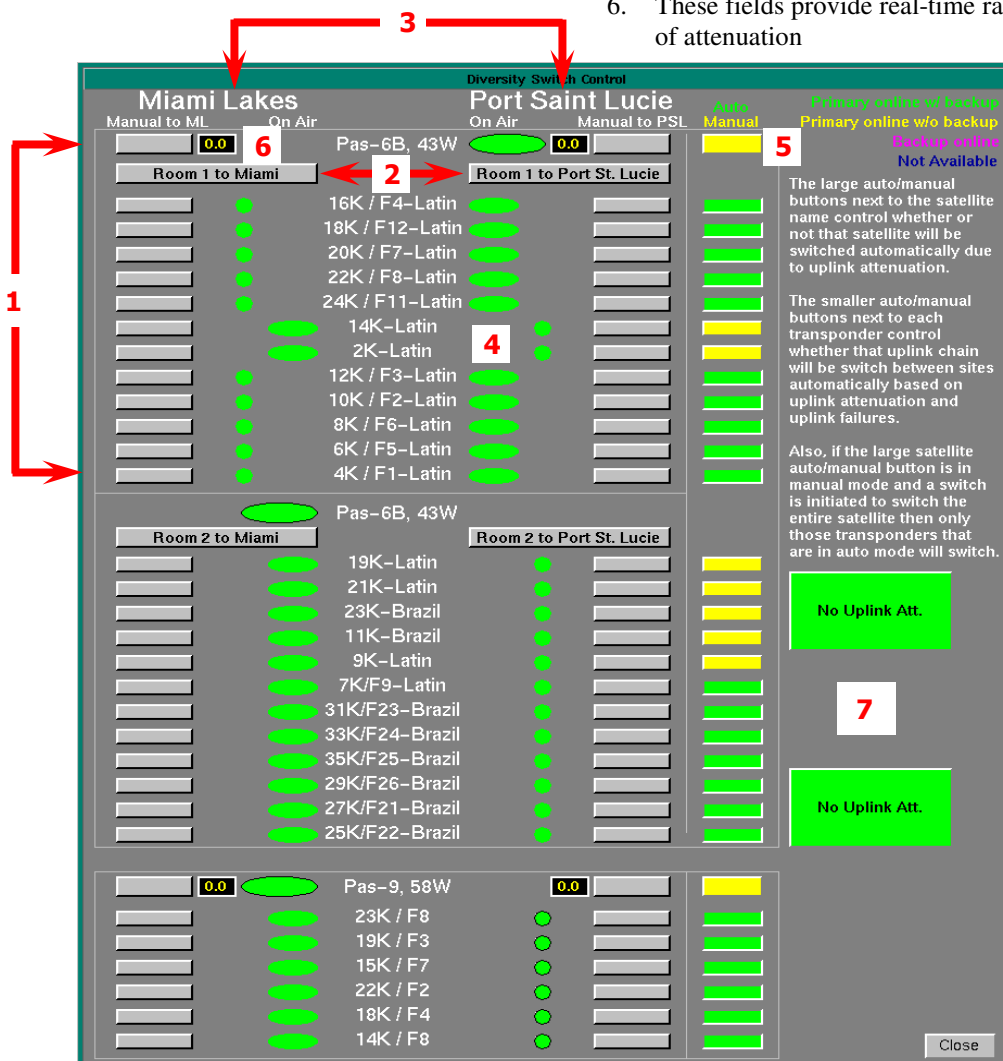 6. These fields provide real-time ra
of attenuation
3
Diversity Switch Control
Miami Lakes
Port Saint Lucie
Auto
Primary online w/ backup
Manual to ML
On Air
On Air
Manual to PSL
Manual
Primary online w/o backup
0.0
6
Pas-6B, 43W
0.0
5
Backup online
Not Available
Room 1 to Miami
2
Room 1 to Port St. Lucie
1
16K / F4-Latin
18K / F12-Latin
20K / F7-Latin
22K / F8-Latin
24K / F11-Latin
14K-Latin
4
2K-Latin
12K / F3-Latin
10K / F2-Latin
8K / F6-Latin
6K / F5-Latin
4K / F1-Latin
The large auto/manual
buttons next to the satellite
name control whether or
not that satellite will be
switched automatically due
to uplink attenuation.
The smaller auto/manual
buttons next to each
transponder control
whether that uplink chain
will be switch between sites
automatically based on
uplink attenuation and
uplink failures.
Also, if the large satellite
auto/manual button is in
manual mode and a switch
is initiated to switch the
entire satellite then only
those transponders that
are in auto mode will switch.
Pas-6B, 43W
Room 2 to Miami
Room 2 to Port St. Lucie
19K-Latin
21K-Latin
23K-Brazil
11K-Brazil
9K-Latin
7K/F9-Latin
31K/F23-Brazil
33K/F24-Brazil
35K/F25-Brazil
29K/F26-Brazil
27K/F21-Brazil
25K/F22-Brazil
No Uplink Att.
7
No Uplink Att.
0.0
Pas-9, 58W
0.0
23K / F8
19K / F3
15K / F7
22K / F2
18K / F4
14K / F8
Close